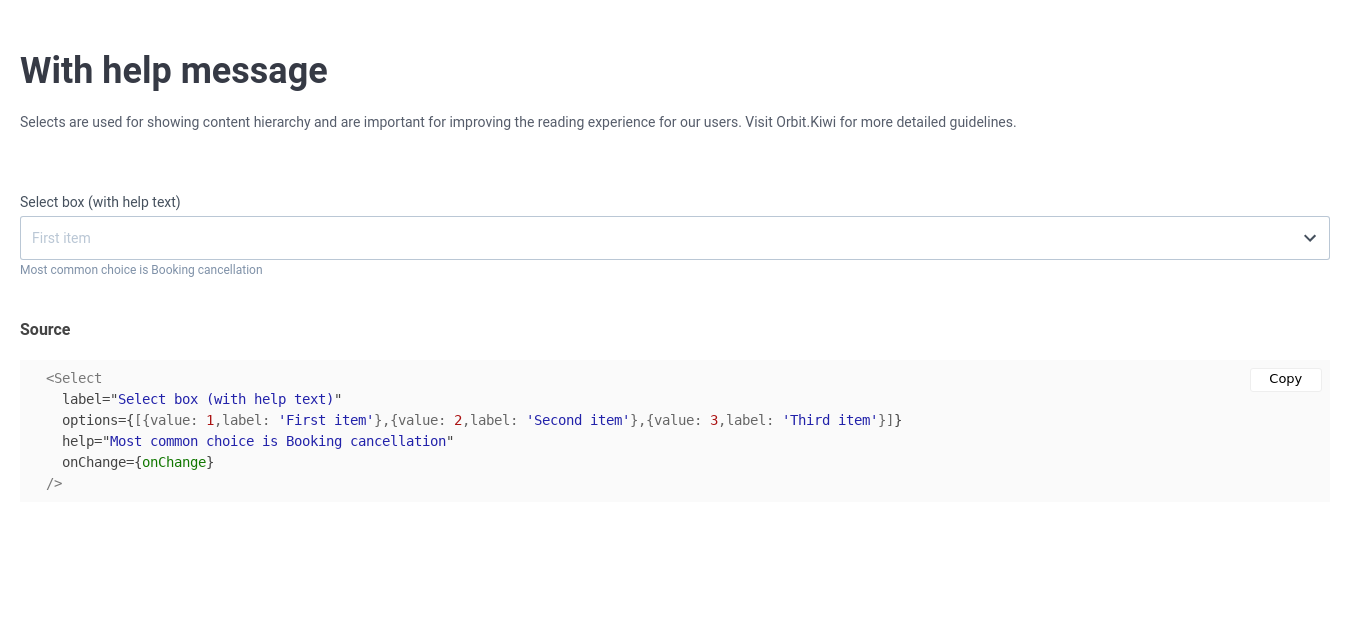 With help message
Selects are used for showing content hierarchy and are important for improving the reading experience for our users. Visit Orbit.Kiwi for more detailed guidelines.
Select box (with help text)
First item
Most common choice is Booking cancellation
Source
Copy
<Select
  label="Select box (with help text)"
  options={[{value: 1,label: 'First item'},{value: 2,label: 'Second item'},{value: 3,label: 'Third item'}]}
  help="Most common choice is Booking cancellation"
  onChange={onChange}
/>